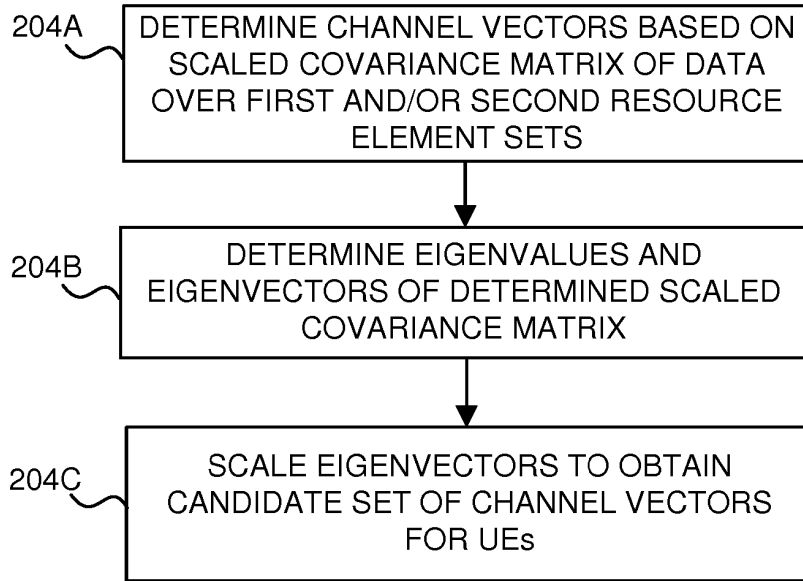 204A
DETERMINE CHANNEL VECTORS BASED ON
SCALED COVARIANCE MATRIX OF DATA
OVER FIRST AND/OR SECOND RESOURCE
ELEMENT SETS
204B
DETERMINE EIGENVALUES AND
EIGENVECTORS OF DETERMINED SCALED
COVARIANCE MATRIX
204C
SCALE EIGENVECTORS TO OBTAIN
CANDIDATE SET OF CHANNEL VECTORS
FOR UEs